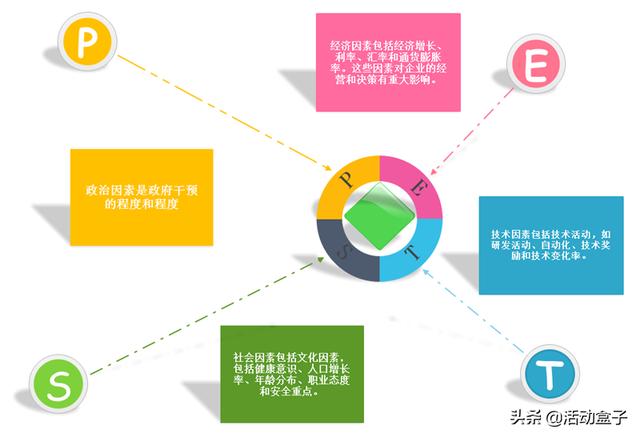 P
经济因素包括经济增长、
利率、汇率和通货膨胀
率。这些因素对企业的经
营和决策有重大影响。
E
政治因素是政府干预
的程度和程度
P
E
S
T
技术因素包括技术活动，如
研发活动、自动化、技术奖
励和技术变化率。
S
社会因素包括文化因素，
包括健康意识、人口增长
率、年龄分布、职业态度
和安全重点。
T
头条 @活动盒子